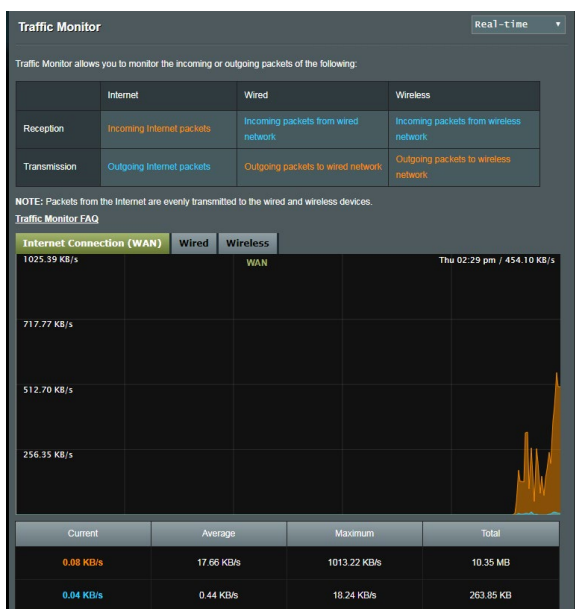 Traffic Monitor
Real-time
Traffic Monitor allows you to monitor the incoming or outgoing packets of the following:
Internet Wired Wireless
Reception Incoming Internet packets Incoming packets from wired network Incoming packets from wireless network
Transmission Outgoing Internet packets Outgoing packets to wired network Outgoing packets to wireless network
NOTE: Packets from the Internet are evenly transmitted to the wired and wireless devices.
Traffic Monitor FAQ
Internet Connection (WAN) Wired Wireless
1025.39 KB/s WAN Thu 02:29 pm / 454.10 KB/s
717.77 KB/s
512.70 KB/s
256.35 KB/s
Current Average Maximum Total
0.08 KB/s 17.66 KB/s 1013.22 KB/s 10.35 MB
0.04 KB/s 0.44 KB/s 18.24 KB/s 263.85 KB